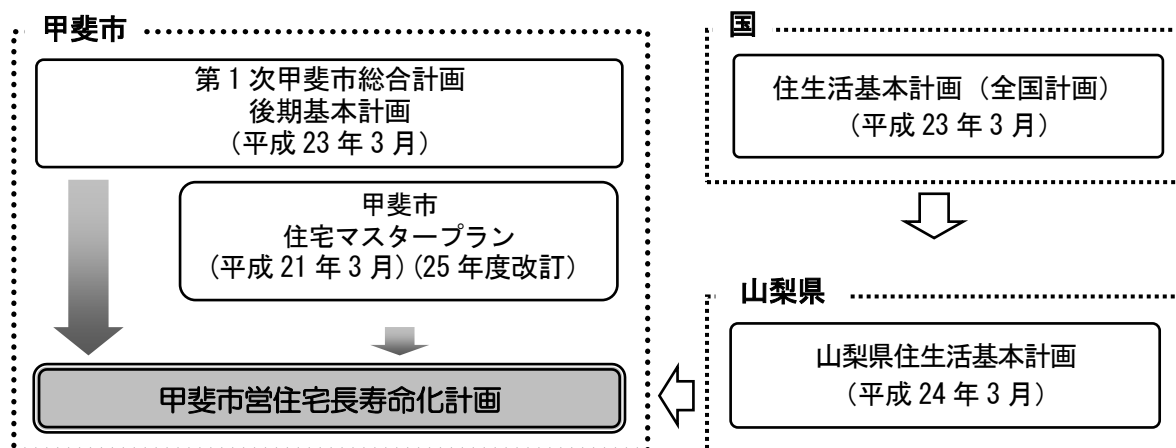 甲斐市
第1次甲斐市総合計画
後期基本計画
(平成23年3月)
甲斐市
住宅マスタープラン
(平成21年3月)(25年度改訂)
甲斐市営住宅長寿命化計画
国
住生活基本計画(全国計画)
(平成23年3月)
山梨県
山梨県住生活基本計画
(平成24年3月)